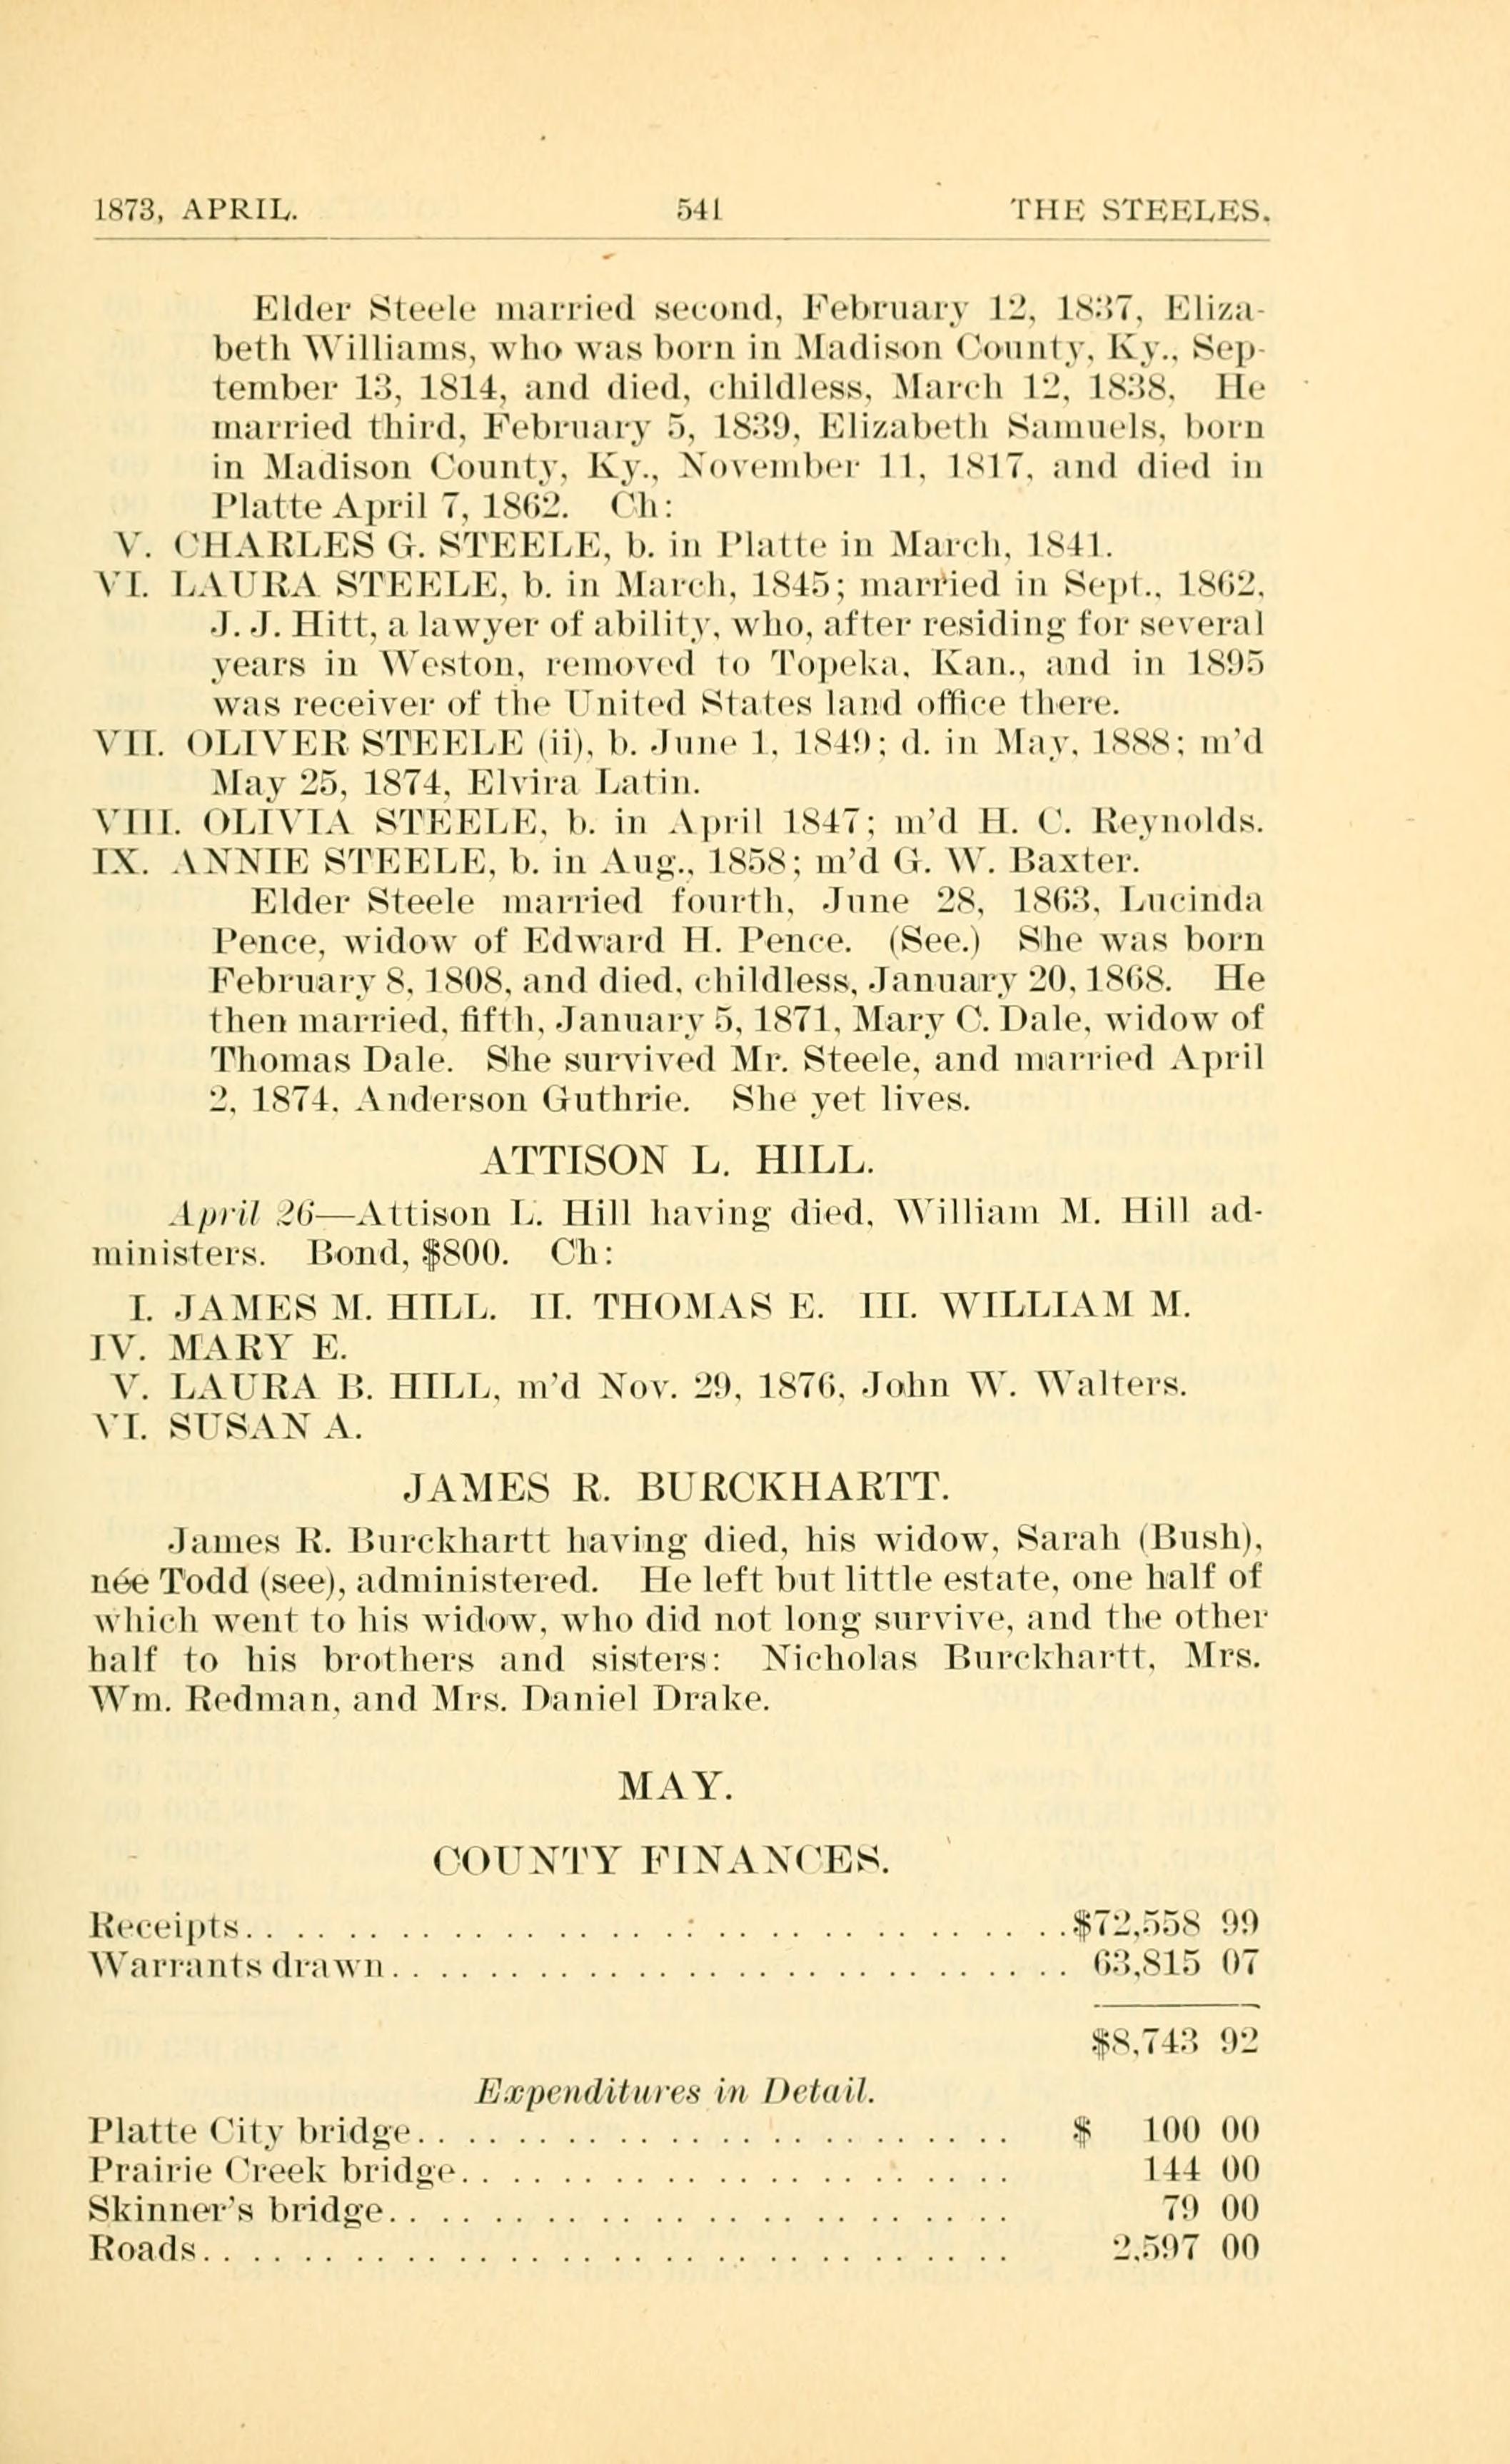 1873, APRIL. 541 THE STEELES.
Elder Steele married second, February 12, 1837, Eliza-
beth Williams, who was born in Madison County, Ky., Sep-
tember 13, 1814, and died, childless, March 12, 1838. He
married third, February 5, 1839, Elizabeth Samuels, born
in Madison County, Ky., November 11, 1817, and died in
Platte April 7, 1862. Ch:
V. CHARLES G. STEELE, b. in Platte in March, 1841.
VI. LAURA STEELE, b. in March, 1845; married in Sept., 1862,
J. J. Hitt, a lawyer of ability, who, after residing for several
years in Weston, removed to Topeka, Kan., and in 1895
was receiver of the United States land office there.
VII. OLIVER STEELE (ii), b. June 1, 1849; d. in May, 1888; m'd
May 25, 1874, Elvira Latin.
VIII. OLIVIA STEELE, b. in April 1847; m'd H. C. Reynolds.
IX. ANNIE STEELE, b. in Aug., 1858; m'd G. W. Baxter.
Elder Steele married fourth, June 28, 1863, Lucinda
Pence, widow of Edward H. Pence. (See.) She was born
February 8, 1808, and died, childless, January 20, 1868. He
then married, fifth, January 5, 1871, Mary C. Dale, widow of
Thomas Dale. She survived Mr. Steele, and married April
2, 1874, Anderson Guthrie. She yet lives.
ATTISON L. HILL.
April 26—Attison L. Hill having died, William M. Hill ad-
ministers. Bond, $800. Ch:
I. JAMES M. HILL. II. THOMAS E. III. WILLIAM M.
IV. MARY E.
V. LAURA B. HILL, m'd Nov. 29, 1876, John W. Walters.
VI. SUSAN A.
JAMES R. BURCKHARTT.
James R. Burckhartt having died, his widow, Sarah (Bush),
née Todd (see), administered. He left but little estate, one half of
which went to his widow, who did not long survive, and the other
half to his brothers and sisters: Nicholas Burckhartt, Mrs.
Wm. Redman, and Mrs. Daniel Drake.
MAY.
COUNTY FINANCES.
Receipts. . . . . . . . . . . . . . . . . . . . . . . . . . . . . . . . $72,558 99
Warrants drawn. . . . . . . . . . . . . . . . . . . . . . . . . . . 63,815 07
$8,743 92
Expenditures in Detail.
Platte City bridge. . . . . . . . . . . . . . . . . . . . . . . . $ 100 00
Prairie Creek bridge. . . . . . . . . . . . . . . . . . . . . . 144 00
Skinner's bridge. . . . . . . . . . . . . . . . . . . . . . . . . 79 00
Roads. . . . . . . . . . . . . . . . . . . . . . . . . . . . . . . . 2,597 00